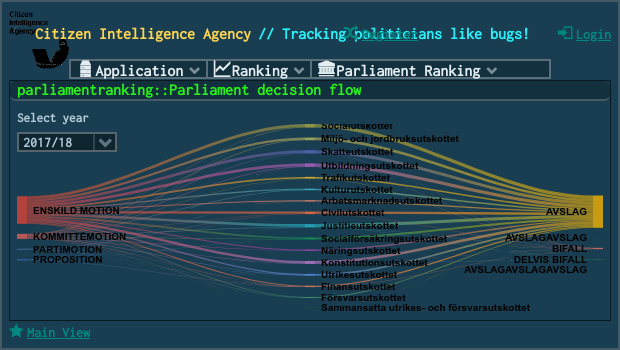 Citizen
Intelligence
Agency
Citizen Intelligence Agency // Tracking politicians like bugs!
Register
Login
Application
Ranking
Parliament Ranking
parliamentranking::Parliament decision flow
Select year
2017/18
Socialutskottet
Miljö- och jordbruksutskottet
Skatteutskottet
Utbildningsutskottet
Trafikutskottet
Kulturutskottet
Arbetsmarknadsutskottet
ENSKILD MOTION
Civilutskottet
AVSLAG
Justitieutskottet
KOMMITTÉMOTION
Socialförsäkringsutskottet
AVSLAGAVSLAG
PARTIMOTION
Näringsutskottet
BIFALL
PROPOSITION
Konstitutionsutskottet
DELVIS BIFALL
Utrikesutskottet
AVSLAGAVSLAGAVSLAG
Finansutskottet
Försvarsutskottet
Sammansatta utrikes- och försvarsutskottet
Main View